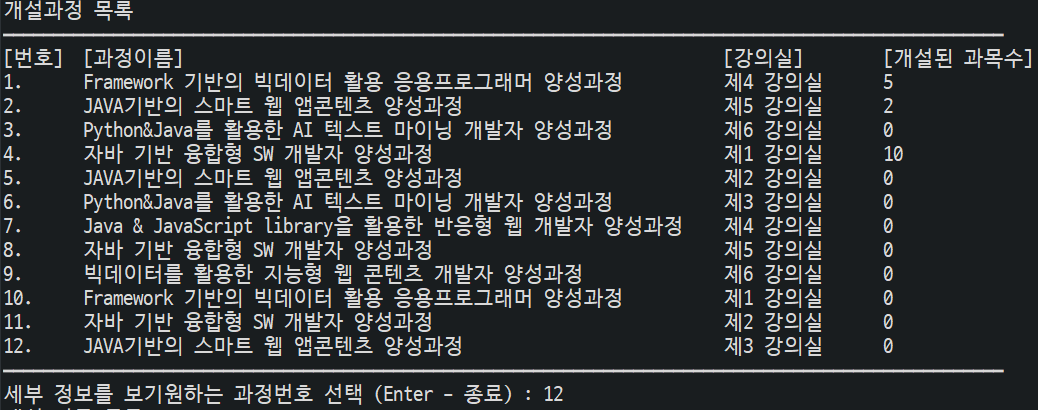 개설과정 목록
[번호] [과정이름] [강의실] [개설된 과목수]
1. Framework 기반의 빅데이터 활용 응용프로그래머 양성과정 제4 강의실 5
2. JAVA기반의 스마트 웹 앱콘텐츠 양성과정 제5 강의실 2
3. Python&Java를 활용한 AI 텍스트 마이닝 개발자 양성과정 제6 강의실 0
4. 자바 기반 융합형 SW 개발자 양성과정 제1 강의실 10
5. JAVA기반의 스마트 웹 앱콘텐츠 양성과정 제2 강의실 0
6. Python&Java를 활용한 AI 텍스트 마이닝 개발자 양성과정 제3 강의실 0
7. Java & JavaScript library을 활용한 반응형 웹 개발자 양성과정 제4 강의실 0
8. 자바 기반 융합형 SW 개발자 양성과정 제5 강의실 0
9. 빅데이터를 활용한 지능형 웹 콘텐츠 개발자 양성과정 제6 강의실 0
10. Framework 기반의 빅데이터 활용 응용프로그래머 양성과정 제1 강의실 0
11. 자바 기반 융합형 SW 개발자 양성과정 제2 강의실 0
12. JAVA기반의 스마트 웹 앱콘텐츠 양성과정 제3 강의실 0
세부 정보를 보기원하는 과정번호 선택 (Enter - 종료) : 12